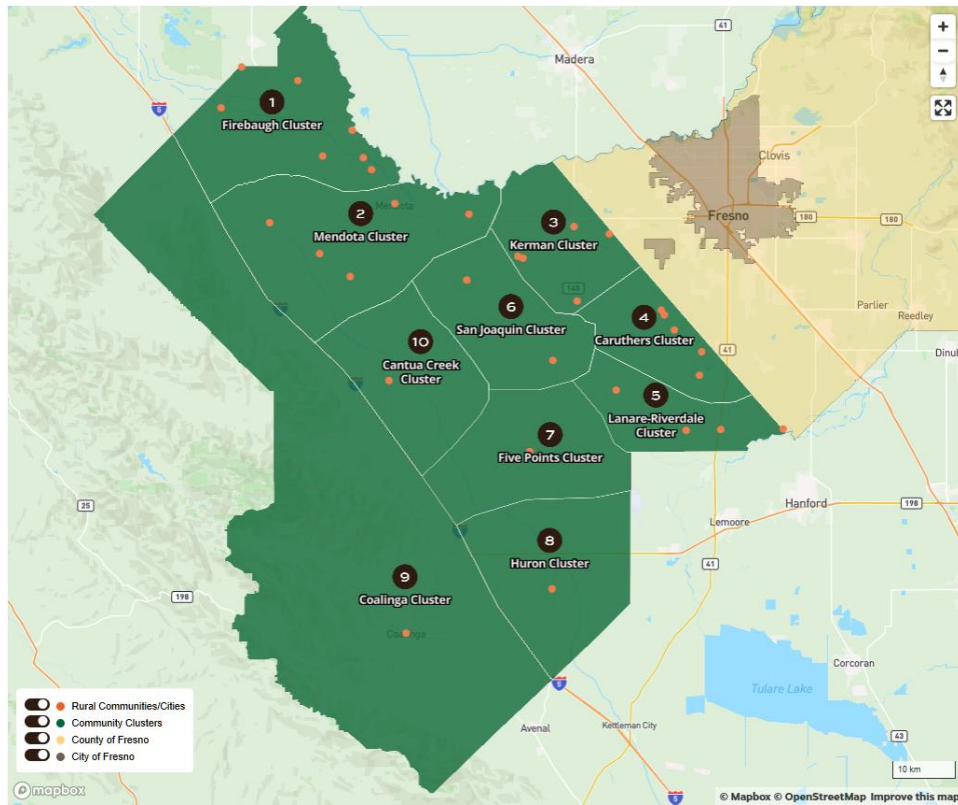 41
Madera
5
1
Firebaugh Cluster
Clovis
2
Mendota
Mendota Cluster
3
Kerman Cluster
Fresno
180
180
145
6
San Joaquin Cluster
4
Caruthers Cluster
Parlier
Reedley
10
Cantua Creek
Cluster
41
Dinul
5
Lanare-Riverdale
Cluster
7
Five Points Cluster
25
Hanford
198
Lemoore
8
Huron Cluster
41
9
Coalinga Cluster
198
Coalinga
Corcoran
5
Tulare Lake
Avenal
Kettleman City
43
Rural Communities/Cities
Community Clusters
County of Fresno
City of Fresno
10 km
mapbox
5
© Mapbox © OpenStreetMap Improve this map